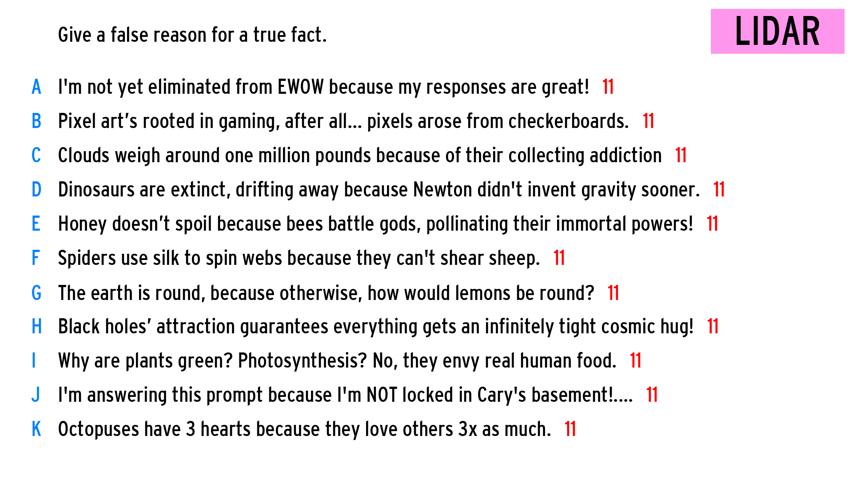 Give a false reason for a true fact.
LIDAR
A I'm not yet eliminated from EWOW because my responses are great! 11
B Pixel art’s rooted in gaming, after all... pixels arose from checkerboards. 11
C Clouds weigh around one million pounds because of their collecting addiction 11
D Dinosaurs are extinct, drifting away because Newton didn't invent gravity sooner. 11
E Honey doesn’t spoil because bees battle gods, pollinating their immortal powers! 11
F Spiders use silk to spin webs because they can't shear sheep. 11
G The earth is round, because otherwise, how would lemons be round? 11
H Black holes’ attraction guarantees everything gets an infinitely tight cosmic hug! 11
I Why are plants green? Photosynthesis? No, they envy real human food. 11
J I'm answering this prompt because I'm NOT locked in Cary's basement!.... 11
K Octopuses have 3 hearts because they love others 3x as much. 11